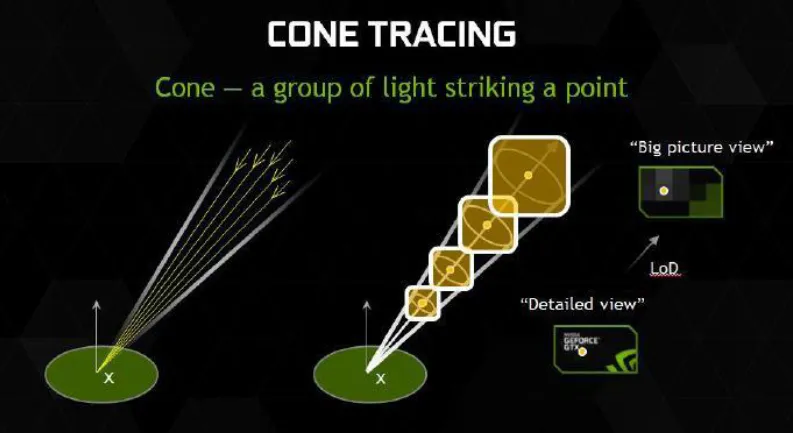 CONE TRACING
Cone — a group of light striking a point
“Big picture view”
LoD
“Detailed view”
GEFORCE
GTX
X
X